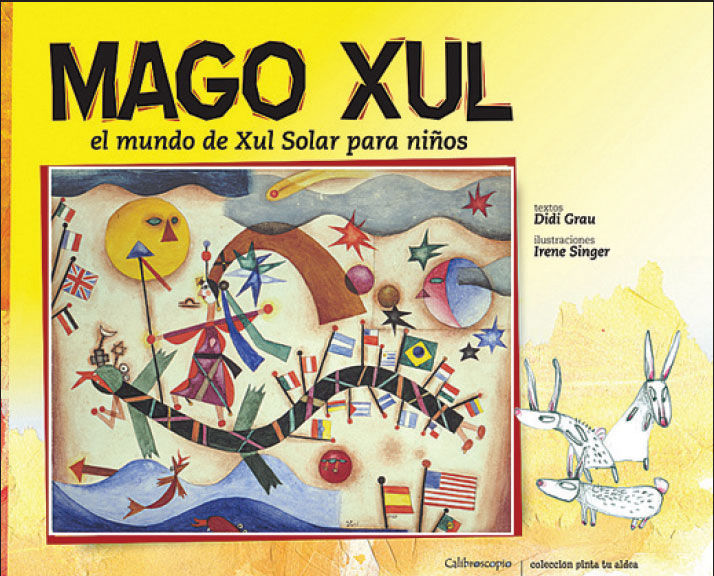 MAGO XUL
el mundo de Xul Solar para niños
textos
Didi Grau
ilustraciones
Irene Singer
Xul
Calibroscopio
colección pinta tu aldea